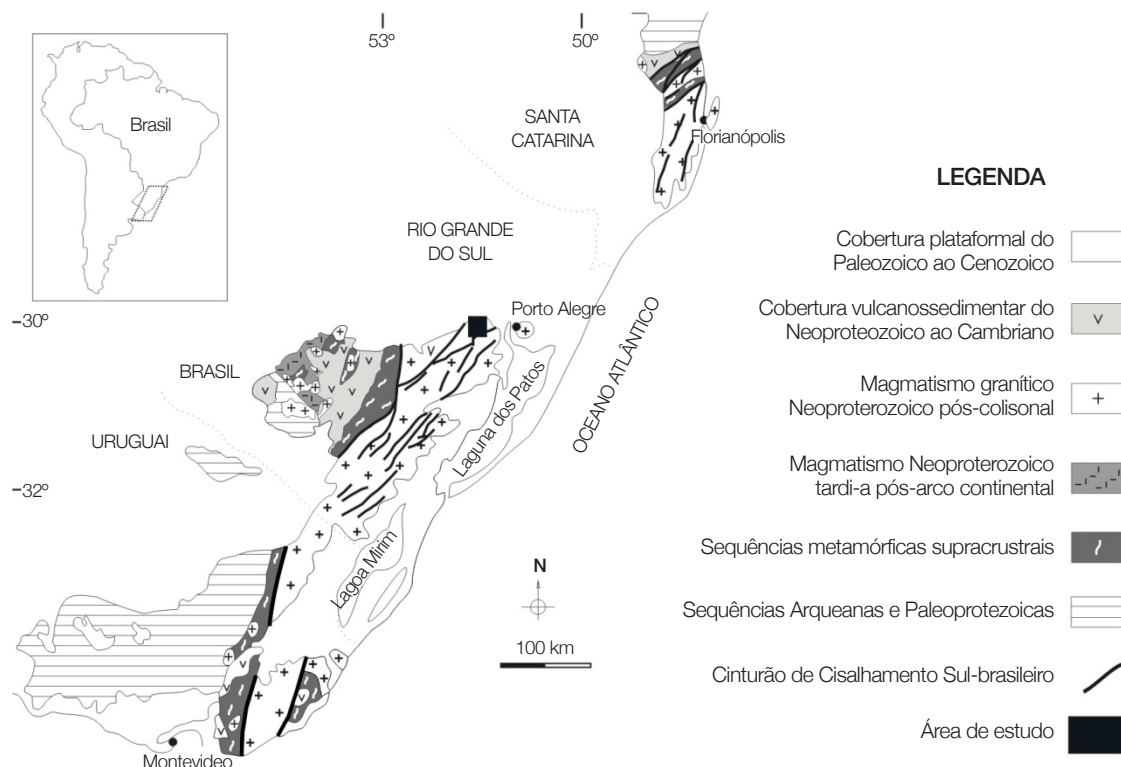 53º
50º
Brasil
SANTA
CATARINA
Florianópolis
RIO GRANDE
DO SUL
–30º
Porto Alegre
BRASIL
OCEANO ATLÂNTICO
URUGUAI
Laguna dos Patos
–32º
Lagoa Mirim
N
100 km
Montevideo
LEGENDA
Cobertura plataformal do
Paleozoico ao Cenozoico
Cobertura vulcanossedimentar do
Neoproteozoico ao Cambriano
v
Magmatismo granítico
Neoproterozoico pós-colisonal
+
Magmatismo Neoproterozoico
tardi-a pós-arco continental
Sequências metamórficas supracrustrais
Sequências Arqueanas e Paleoprotezoicas
Cinturão de Cisalhamento Sul-brasileiro
Área de estudo